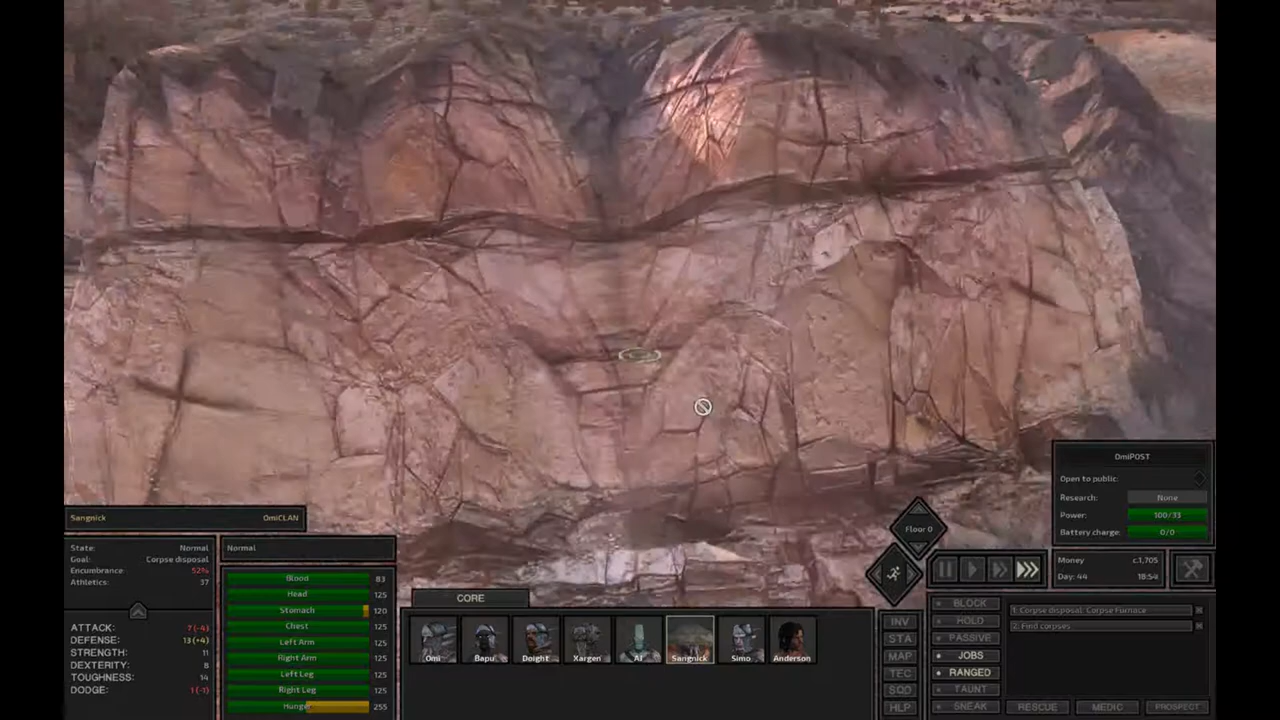 OmiPOST
Open to public:
Research: None
Power: 100/33
Battery charge: 0/0
Sangnick OmiCLAN
Floor 0
State: Normal
Goal: Corpse disposal
Encumbrance: 52%
Athletics: 37
ATTACK: 7 (-4)
DEFENSE: 13 (+4)
STRENGTH: 11
DEXTERITY: 8
TOUGHNESS: 14
DODGE: 1 (-1)
Normal
Blood 83
Head 125
Stomach 120
Chest 125
Left Arm 125
Right Arm 125
Left Leg 125
Right Leg 125
Hunger 255
CORE
Omi Bapu Doight Xargen Al Sangnick Simo Anderson
Money c.1,705
Day: 44 18:54
INV
STA
MAP
TEC
SQD
HLP
BLOCK
HOLD
PASSIVE
JOBS
RANGED
TAUNT
SNEAK
1: Corpse disposal: Corpse Furnace
2: Find corpses
RESCUE MEDIC PROSPECT